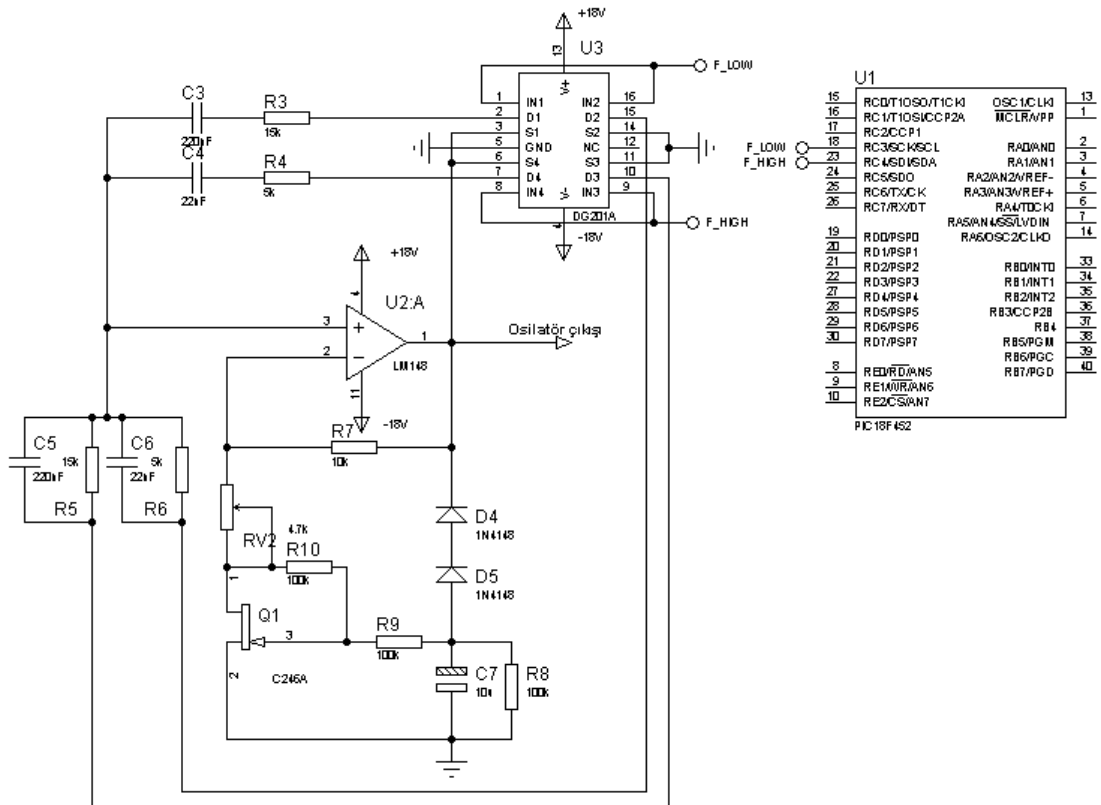 +18V
U3
13
V+
F_LOW
1 IN1 IN2 16
2 D1 D2 15
3 S1 S2 14
5 GND NC 12
6 S4 S3 11
7 D4 D3 10
8 IN4 IN3 9
V-
4
DG201A
-18V
F_HIGH
C3
220nF
R3
15k
C4
22nF
R4
5k
U1
15 RC0/T1OSO/T1CKI OSC1/CLKI 13
16 RC1/T1OSI/CCP2A MCLR/VPP 1
17 RC2/CCP1
F_LOW 18 RC3/SCK/SCL RA0/AN0 2
F_HIGH 23 RC4/SDI/SDA RA1/AN1 3
24 RC5/SDO RA2/AN2/VREF- 4
25 RC6/TX/CK RA3/AN3/VREF+ 5
26 RC7/RX/DT RA4/T0CKI 6
RA5/AN4/SS/LVDIN 7
19 RD0/PSP0 RA6/OSC2/CLKO 14
20 RD1/PSP1
21 RD2/PSP2 RB0/INT0 33
22 RD3/PSP3 RB1/INT1 34
27 RD4/PSP4 RB2/INT2 35
28 RD5/PSP5 RB3/CCP2B 36
29 RD6/PSP6 RB4 37
30 RD7/PSP7 RB5/PGM 38
RB6/PGC 39
8 RE0/RD/AN5 RB7/PGD 40
9 RE1/WR/AN6
10 RE2/CS/AN7
PIC18F452
+18V
4
U2:A
3
+
1
2
-
LM148
11
-18V
Osilatör çıkışı
C5
220nF
15k
R5
C6
22nF
5k
R6
R7
10k
RV2
4.7k
R10
100k
D4
1N4148
D5
1N4148
1
Q1
3
2
C246A
R9
100k
C7
10u
R8
100k